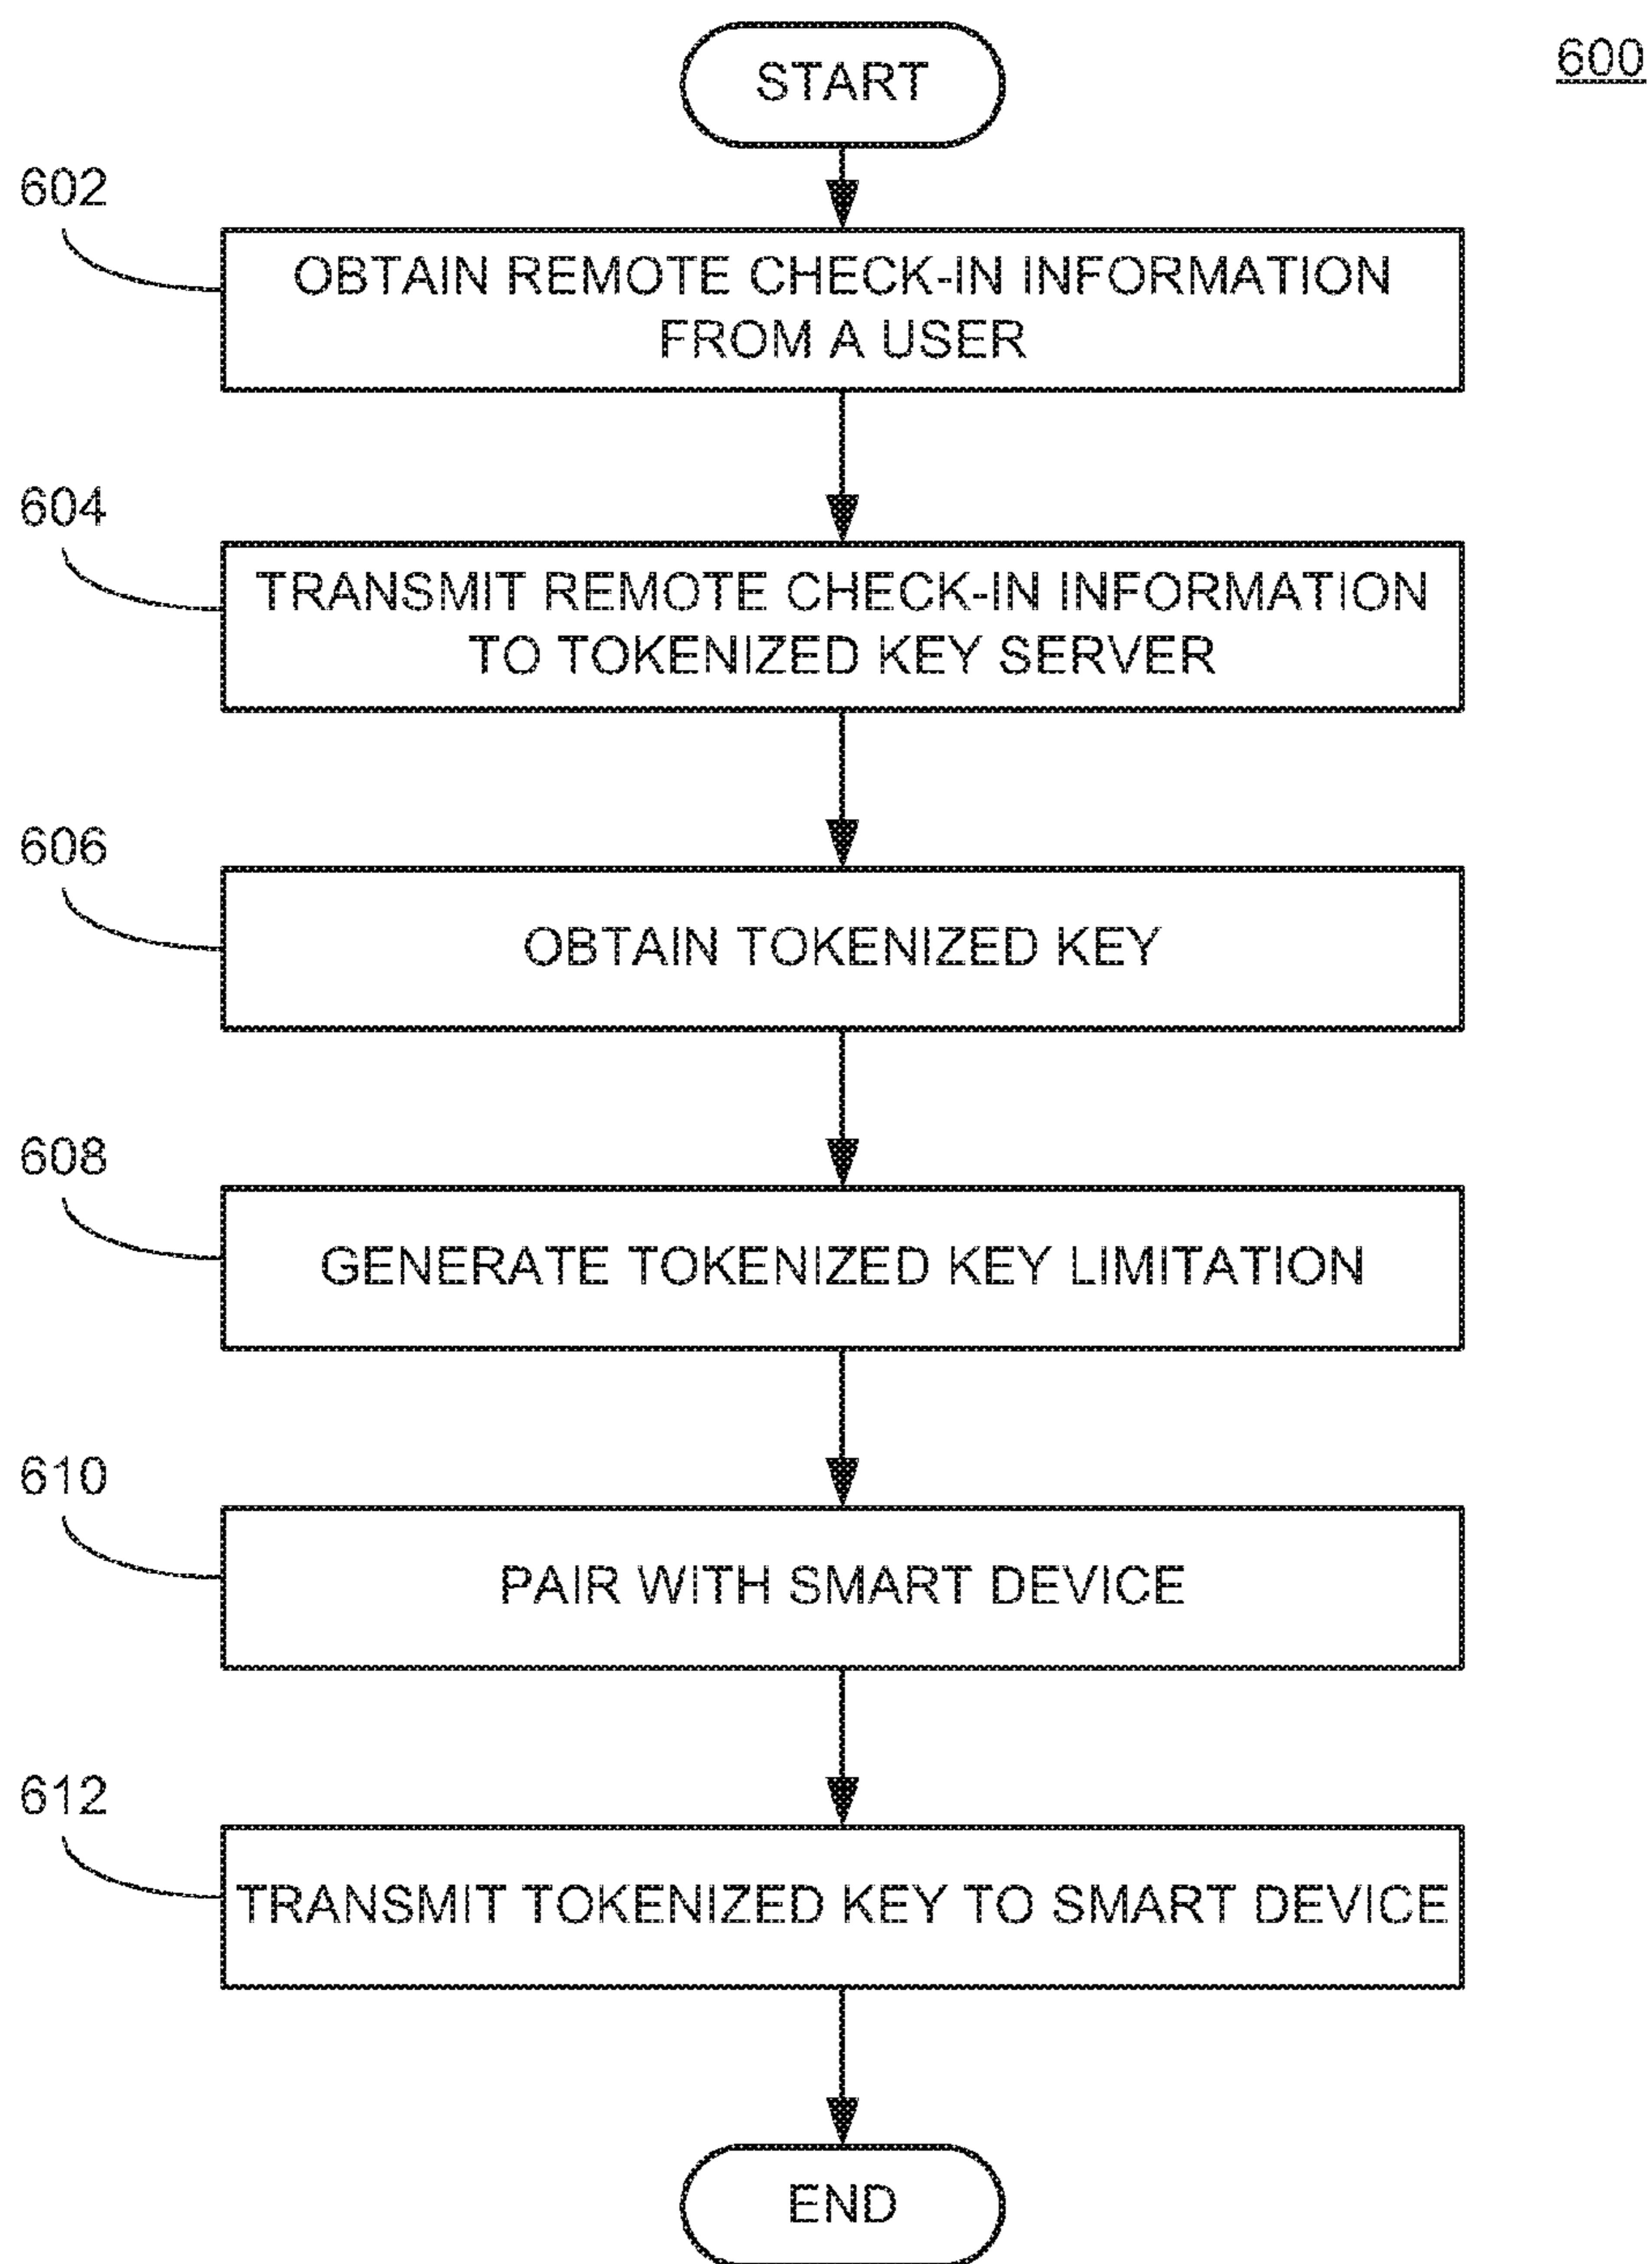 START
600
602
OBTAIN REMOTE CHECK-IN INFORMATION
FROM A USER
604
TRANSMIT REMOTE CHECK-IN INFORMATION
TO TOKENIZED KEY SERVER
606
OBTAIN TOKENIZED KEY
608
GENERATE TOKENIZED KEY LIMITATION
610
PAIR WITH SMART DEVICE
612
TRANSMIT TOKENIZED KEY TO SMART DEVICE
END